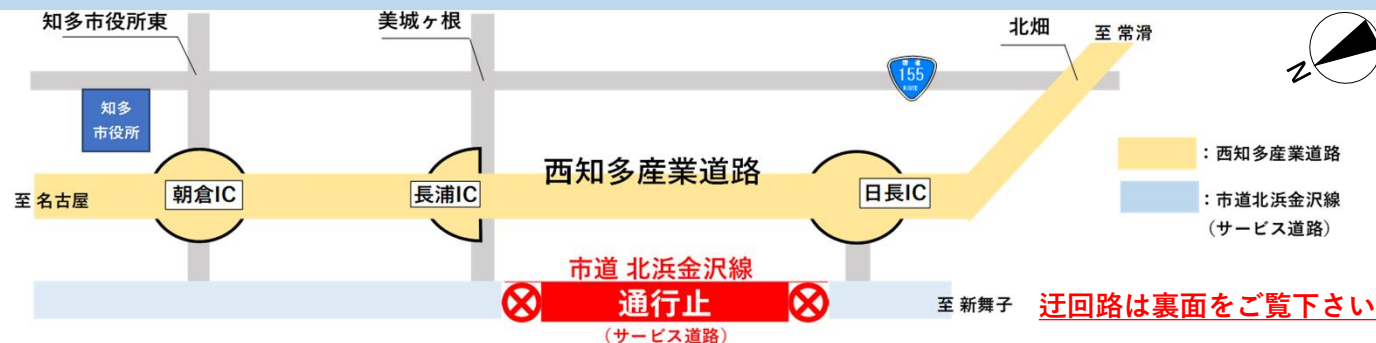 知多市役所東
美城ヶ根
北畑
至 常滑
N
国道
155
ROUTE
知多
市役所
西知多産業道路
:西知多産業道路
至 名古屋
朝倉IC
長浦IC
日長IC
:市道北浜金沢線
(サービス道路)
市道 北浜金沢線
通行止
至 新舞子
迂回路は裏面をご覧下さい
(サービス道路)